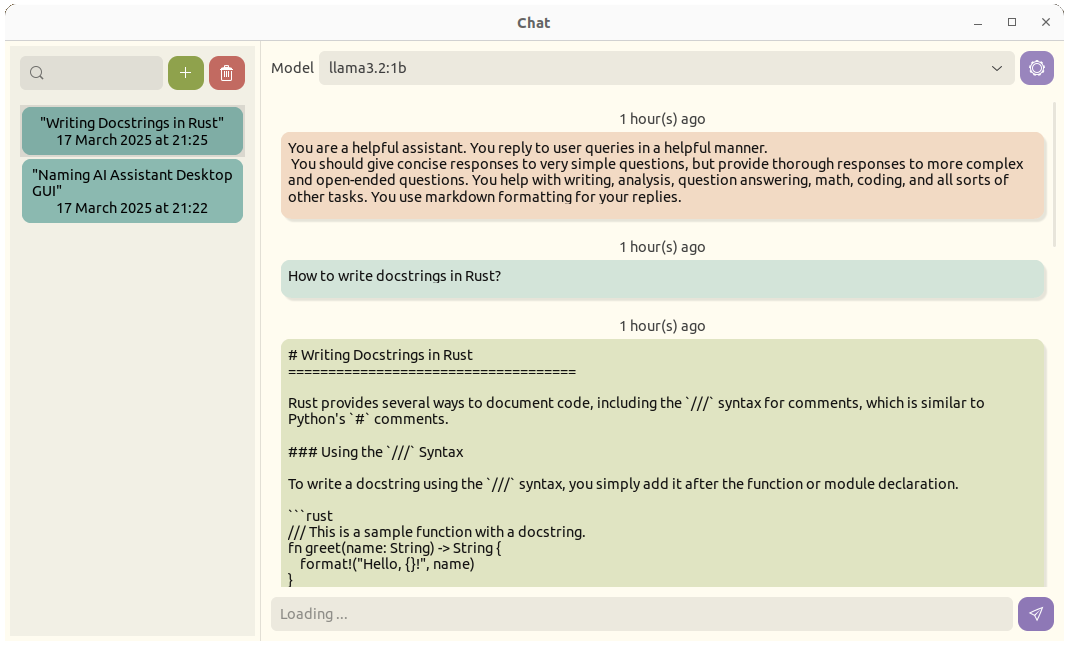 Chat
Model
llama3.2:1b
"Writing Docstrings in Rust"
17 March 2025 at 21:25
"Naming AI Assistant Desktop
GUI"
17 March 2025 at 21:22
1 hour(s) ago
You are a helpful assistant. You reply to user queries in a helpful manner.
You should give concise responses to very simple questions, but provide thorough responses to more complex
and open-ended questions. You help with writing, analysis, question answering, math, coding, and all sorts of
other tasks. You use markdown formatting for your replies.
1 hour(s) ago
How to write docstrings in Rust?
1 hour(s) ago
# Writing Docstrings in Rust
====================================
Rust provides several ways to document code, including the `///` syntax for comments, which is similar to
Python's `#` comments.
### Using the `///` Syntax
To write a docstring using the `///` syntax, you simply add it after the function or module declaration.
```rust
/// This is a sample function with a docstring.
fn greet(name: String) -> String {
format!("Hello, {}!", name)
}
Loading ...